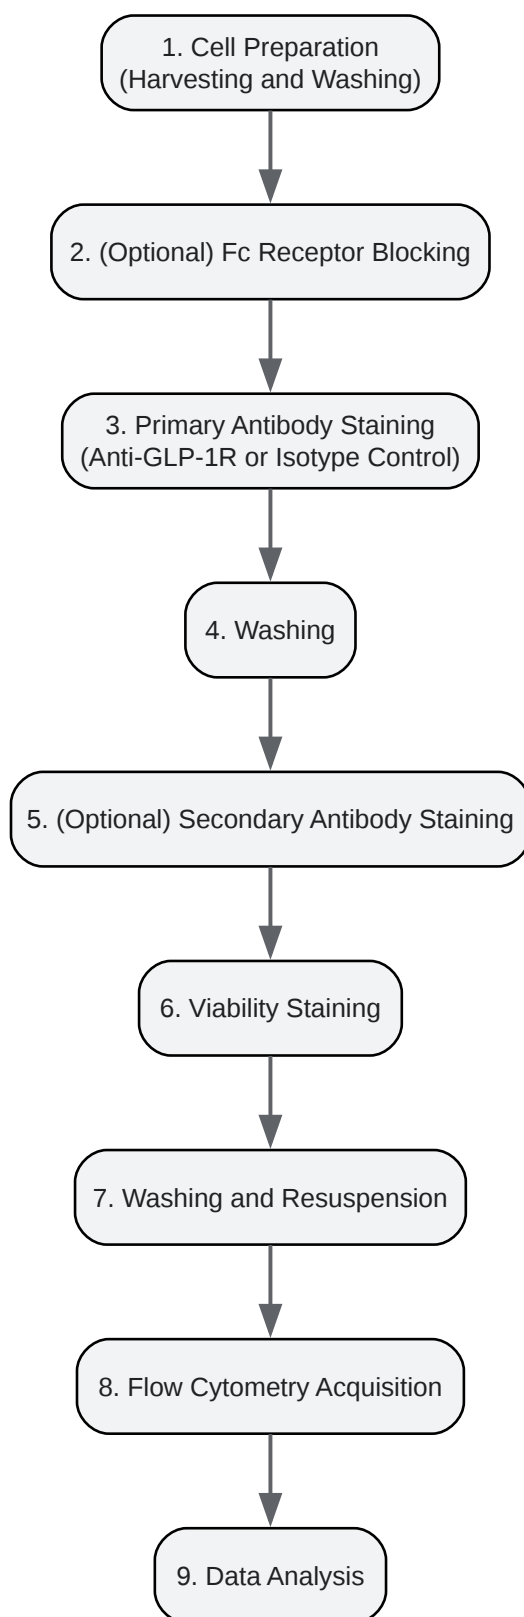 1. Cell Preparation
(Harvesting and Washing)
2. (Optional) Fc Receptor Blocking
3. Primary Antibody Staining
(Anti-GLP-1R or Isotype Control)
4. Washing
5. (Optional) Secondary Antibody Staining
6. Viability Staining
7. Washing and Resuspension
8. Flow Cytometry Acquisition
9. Data Analysis